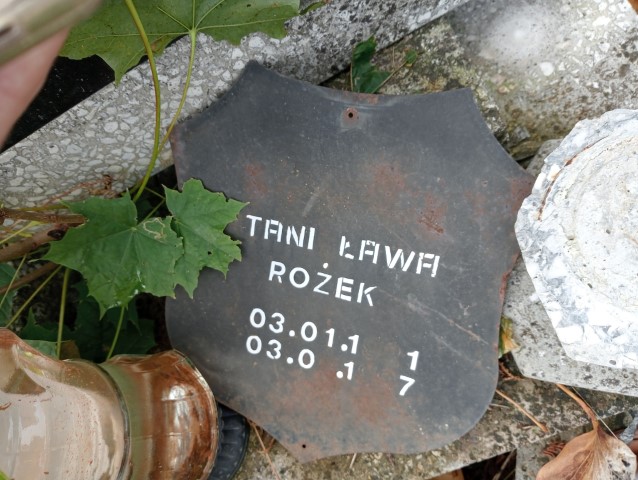 TANI ŁAWA
ROŻEK
03.01.1 1
03.0 .1 7